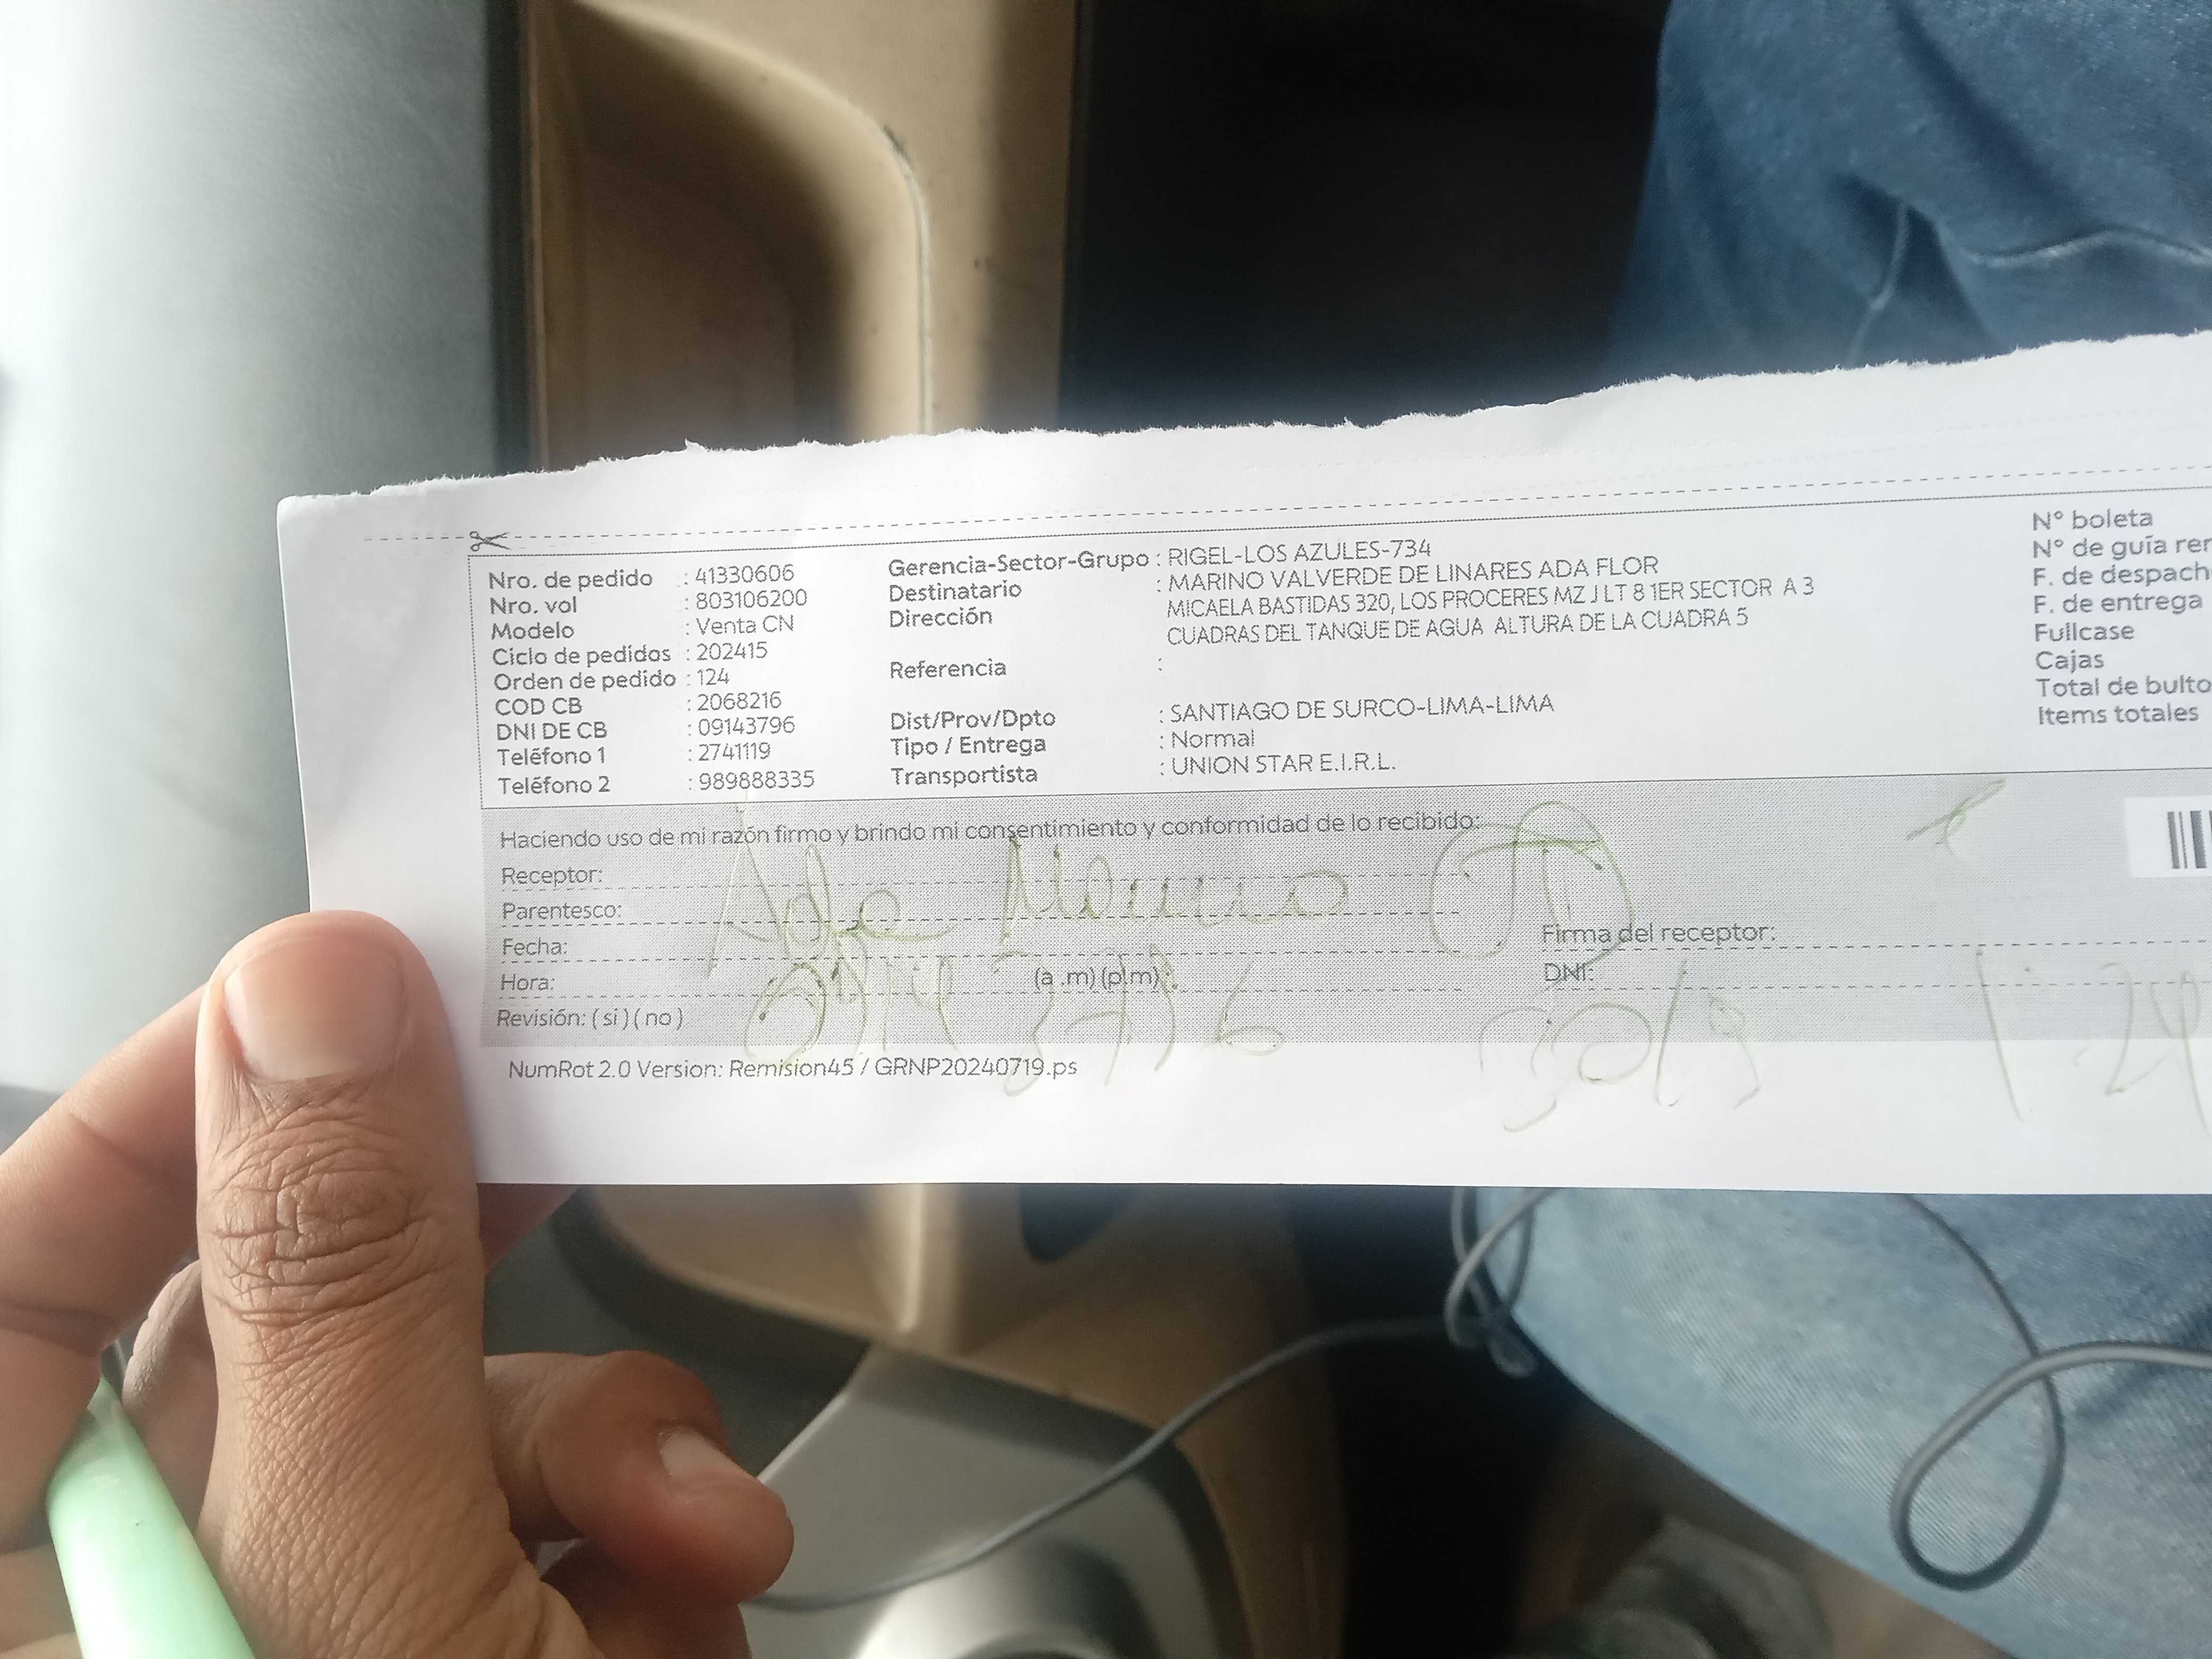 Nro. de pedido : 41330606
Nro. vol : 803106200
Modelo : Venta CN
Ciclo de pedidos : 202415
Orden de pedido : 124
COD CB : 2068216
DNI DE CB : 09143796
Teléfono 1 : 2741119
Teléfono 2 : 989888335
Gerencia-Sector-Grupo : RIGEL-LOS AZULES-734
Destinatario : MARINO VALVERDE DE LINARES ADA FLOR
Dirección MICAELA BASTIDAS 320, LOS PROCERES MZ J LT 8 1ER SECTOR A 3
CUADRAS DEL TANQUE DE AGUA ALTURA DE LA CUADRA 5
Referencia :
Dist/Prov/Dpto : SANTIAGO DE SURCO-LIMA-LIMA
Tipo / Entrega : Normal
Transportista : UNION STAR E.I.R.L.
N° boleta
N° de guía rer
F. de despach
F. de entrega
Fullcase
Cajas
Total de bulto
Items totales
Haciendo uso de mi razón firmo y brindo mi consentimiento y conformidad de lo recibido:
Receptor:
Parentesco:
Fecha:
Hora: (a .m) (p.m) :
Revisión: ( si ) ( no )
Firma del receptor:
DNI:
Ada Marino
09143796
NumRot 2.0 Version: Remision45 / GRNP20240719.ps